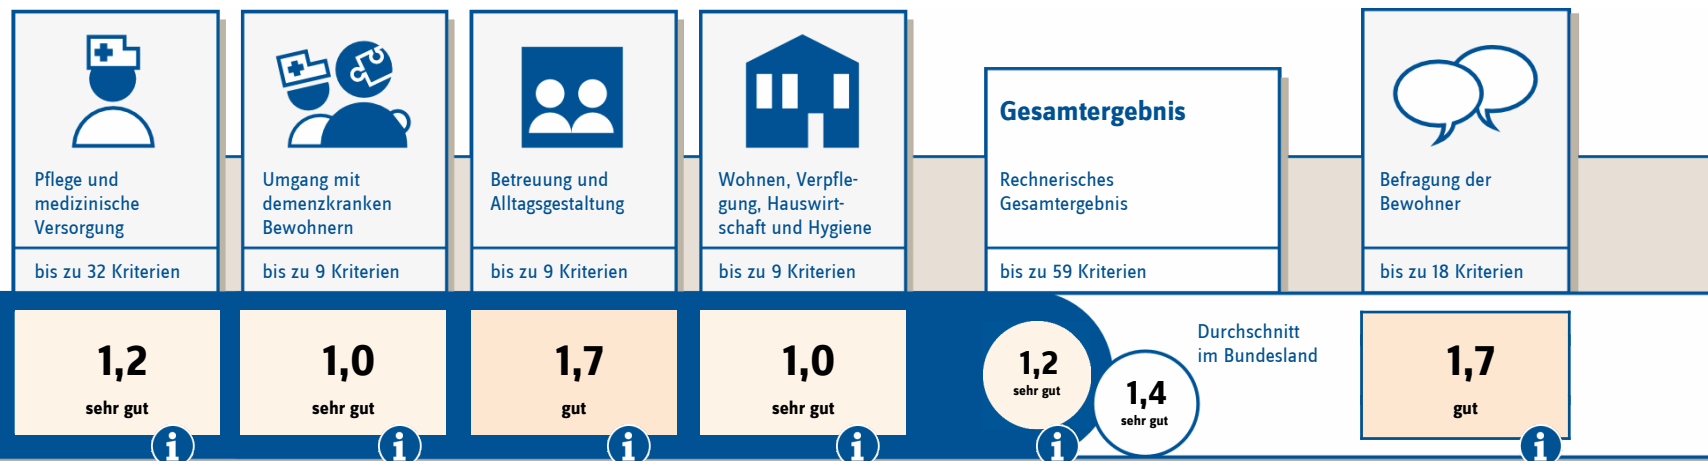 Pflege und
medizinische
Versorgung
bis zu 32 Kriterien
1,2
sehr gut
Umgang mit
demenzkranken
Bewohnern
bis zu 9 Kriterien
1,0
sehr gut
Betreuung und
Alltagsgestaltung
bis zu 9 Kriterien
1,7
gut
Wohnen, Verpfle-
gung, Hauswirt-
schaft und Hygiene
bis zu 9 Kriterien
1,0
sehr gut
Gesamtergebnis
Rechnerisches
Gesamtergebnis
bis zu 59 Kriterien
1,2
sehr gut
1,4
sehr gut
Durchschnitt
im Bundesland
Befragung der
Bewohner
bis zu 18 Kriterien
1,7
gut
i
i
i
i
i
i